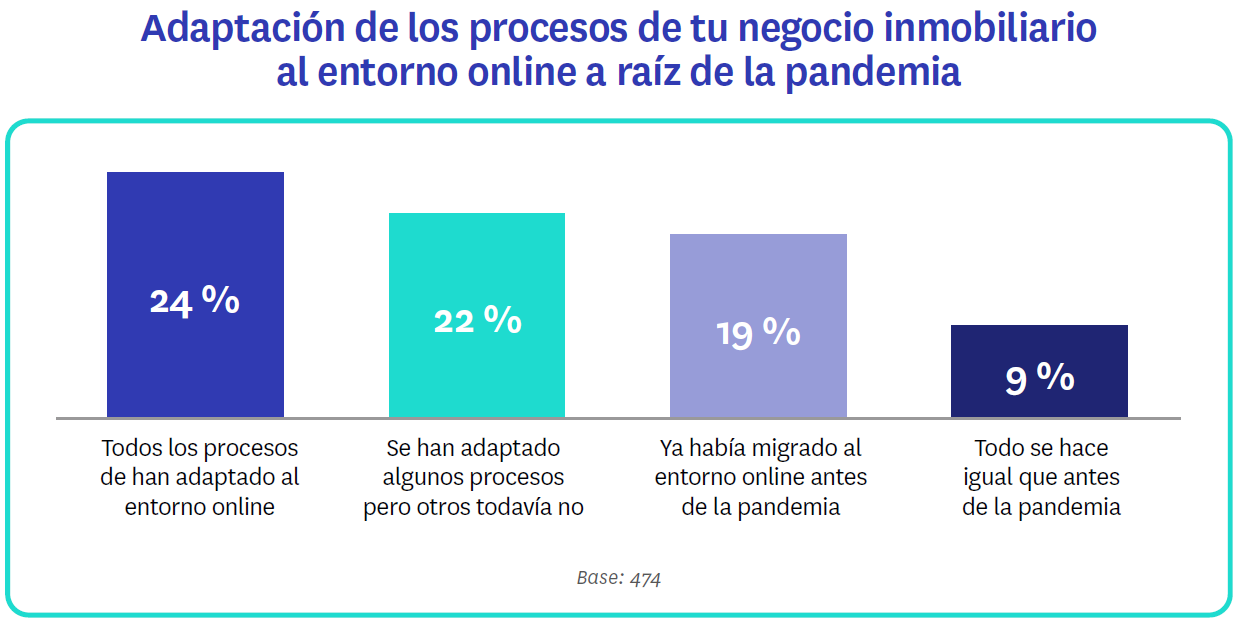 Adaptación de los procesos de tu negocio inmobiliario
al entorno online a raíz de la pandemia
24 %
22 %
19 %
9 %
Todos los procesos
de han adaptado al
entorno online
Se han adaptado
algunos procesos
pero otros todavía no
Ya había migrado al
entorno online antes
de la pandemia
Todo se hace
igual que antes
de la pandemia
Base: 474